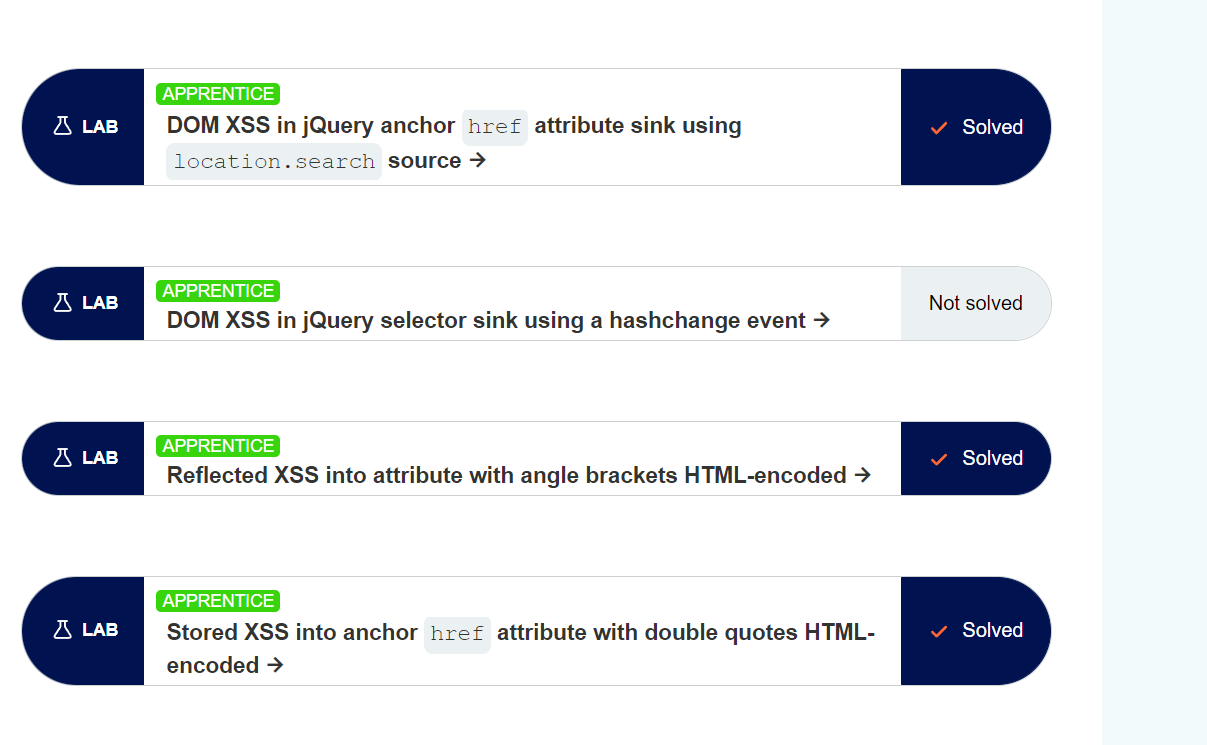 APPRENTICE
LAB
DOM XSS in jQuery anchor href attribute sink using
location.search source →
Solved
APPRENTICE
LAB
DOM XSS in jQuery selector sink using a hashchange event →
Not solved
APPRENTICE
LAB
Reflected XSS into attribute with angle brackets HTML-encoded →
Solved
APPRENTICE
LAB
Stored XSS into anchor href attribute with double quotes HTML-
encoded →
Solved